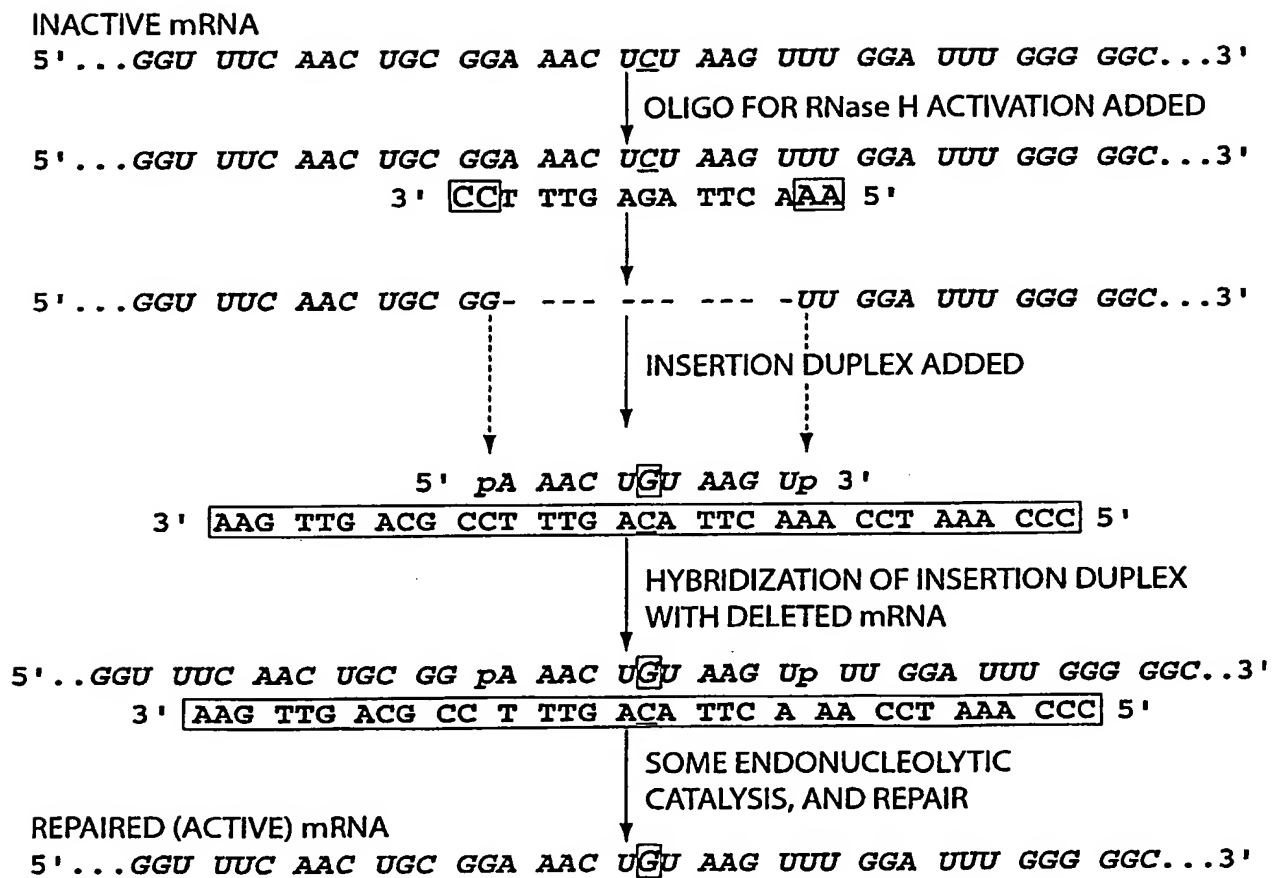 INACTIVE mRNA
5'...GGU UUC AAC UGC GGA AAC UCU AAG UUU GGA UUU GGG GGC...3'
OLIGO FOR RNase H ACTIVATION ADDED
5'...GGU UUC AAC UGC GGA AAC UCU AAG UUU GGA UUU GGG GGC...3'
3' CCT TTG AGA TTC AAA 5'
5'...GGU UUC AAC UGC GG- --- --- --- -UU GGA UUU GGG GGC...3'
INSERTION DUPLEX ADDED
5' pA AAC UGU AAG Up 3'
3' AAG TTG ACG CCT TTG ACA TTC AAA CCT AAA CCC 5'
HYBRIDIZATION OF INSERTION DUPLEX
WITH DELETED mRNA
5'..GGU UUC AAC UGC GG pA AAC UGU AAG Up UU GGA UUU GGG GGC..3'
3' AAG TTG ACG CC T TTG ACA TTC A AA CCT AAA CCC 5'
SOME ENDONUCLEOLYTIC
CATALYSIS, AND REPAIR
REPAIRED (ACTIVE) mRNA
5'...GGU UUC AAC UGC GGA AAC UGU AAG UUU GGA UUU GGG GGC...3'